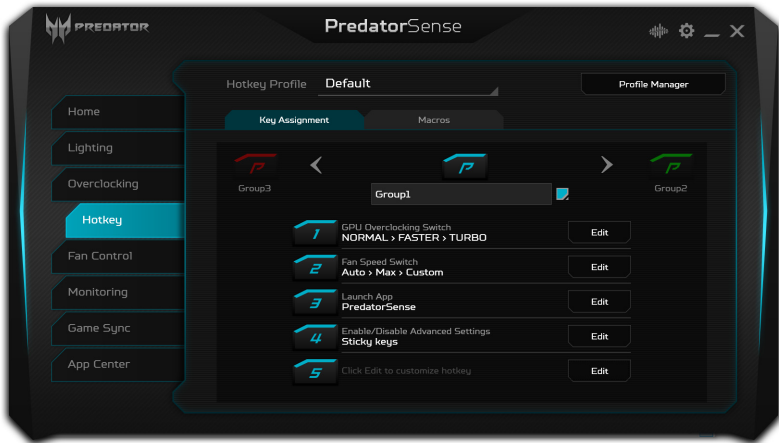 PREDATOR
PredatorSense
Hotkey Profile Default
Profile Manager
Home
Lighting
Overclocking
Hotkey
Fan Control
Monitoring
Game Sync
App Center
Key Assignment
Macros
Group3
Group1
Group2
1
GPU Overclocking Switch
NORMAL › FASTER › TURBO
Edit
2
Fan Speed Switch
Auto › Max › Custom
Edit
3
Launch App
PredatorSense
Edit
4
Enable/Disable Advanced Settings
Sticky keys
Edit
5
Click Edit to customize hotkey
Edit